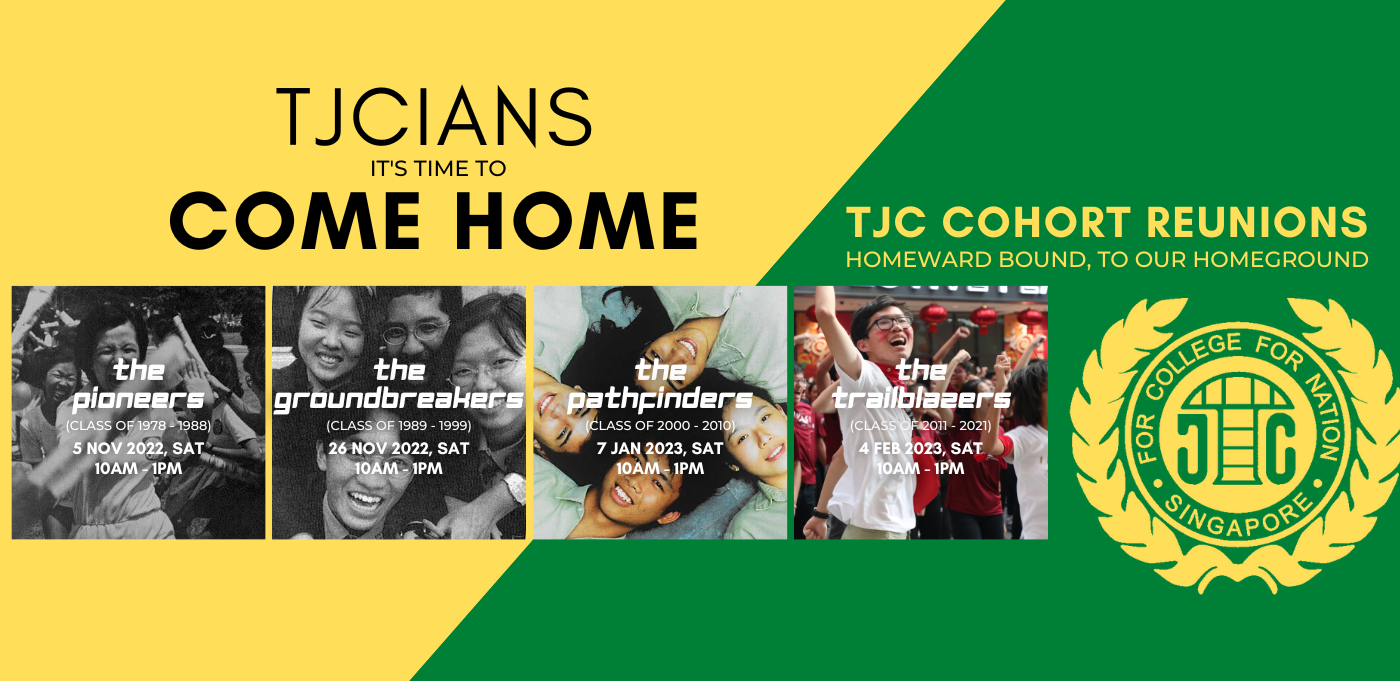 TJCIANS
IT'S TIME TO
COME HOME
TJC COHORT REUNIONS
HOMEWARD BOUND, TO OUR HOMEGROUND
the
pioneers
(CLASS OF 1978 - 1988)
5 NOV 2022, SAT
10AM - 1PM
the
groundbreakers
(CLASS OF 1989 - 1999)
26 NOV 2022, SAT
10AM - 1PM
the
pathfinders
(CLASS OF 2000 - 2010)
7 JAN 2023, SAT
10AM - 1PM
the
trailblazers
(CLASS OF 2011 - 2021)
4 FEB 2023, SAT
10AM - 1PM
FOR COLLEGE FOR NATION
TJC
• SINGAPORE •